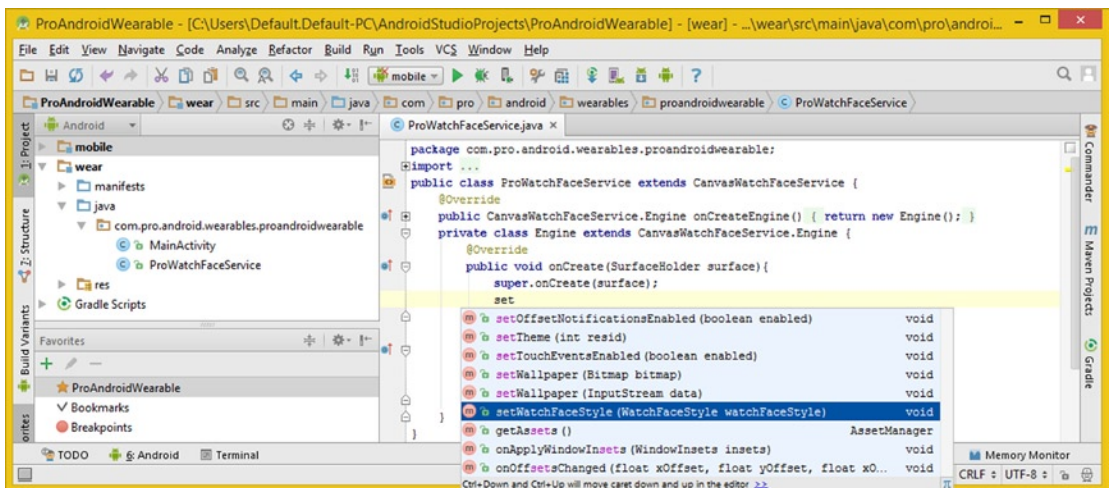 ProAndroidWearable - [C:\Users\Default.Default-PC\AndroidStudioProjects\ProAndroidWearable] - [wear] - ...\wear\src\main\java\com\pro\androi...
File Edit View Navigate Code Analyze Refactor Build Run Tools VCS Window Help
mobile
ProAndroidWearable wear src main java com pro android wearables proandroidwearable ProWatchFaceService
1: Project
2: Structure
Build Variants
Android
mobile
wear
manifests
java
com.pro.android.wearables.proandroidwearable
MainActivity
ProWatchFaceService
res
Gradle Scripts
Favorites
ProAndroidWearable
Bookmarks
Breakpoints
ProWatchFaceService.java
package com.pro.android.wearables.proandroidwearable;
import ...
public class ProWatchFaceService extends CanvasWatchFaceService {
@Override
public CanvasWatchFaceService.Engine onCreateEngine() { return new Engine(); }
private class Engine extends CanvasWatchFaceService.Engine {
@Override
public void onCreate(SurfaceHolder surface){
super.onCreate(surface);
set
setOffsetNotificationsEnabled(boolean enabled) void
setTheme(int resid) void
setTouchEventsEnabled(boolean enabled) void
setWallpaper(Bitmap bitmap) void
setWallpaper(InputStream data) void
setWatchFaceStyle(WatchFaceStyle watchFaceStyle) void
getAssets() AssetManager
onApplyWindowInsets(WindowInsets insets) void
onOffsetsChanged(float xOffset, float yOffset, float xO... void
Ctrl+Down and Ctrl+Up will move caret down and up in the editor >>
}
}
Commander
Maven Projects
Gradle
TODO 6: Android Terminal
Memory Monitor
CRLF UTF-8